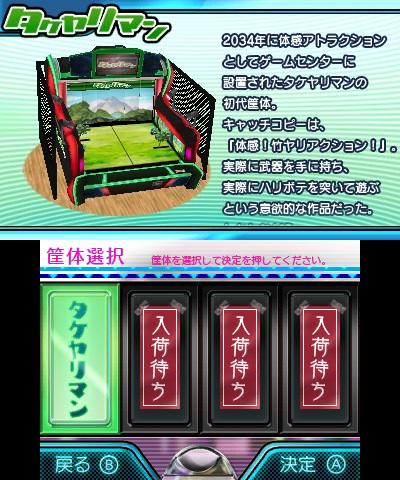 タケヤリマン
タケヤリマン
2034年に体感アトラクション
としてゲームセンターに
設置されたタケヤリマンの
初代筐体。
キャッチコピーは、
「体感！竹ヤリアクション！」。
実際に武器を手に持ち、
実際にハリボテを突いて遊ぶ
という意欲的な作品だった。
筐体選択
筐体を選択して決定を押してください。
タケヤリマン
入荷待ち
入荷待ち
入荷待ち
戻る Ⓑ
決定 Ⓐ